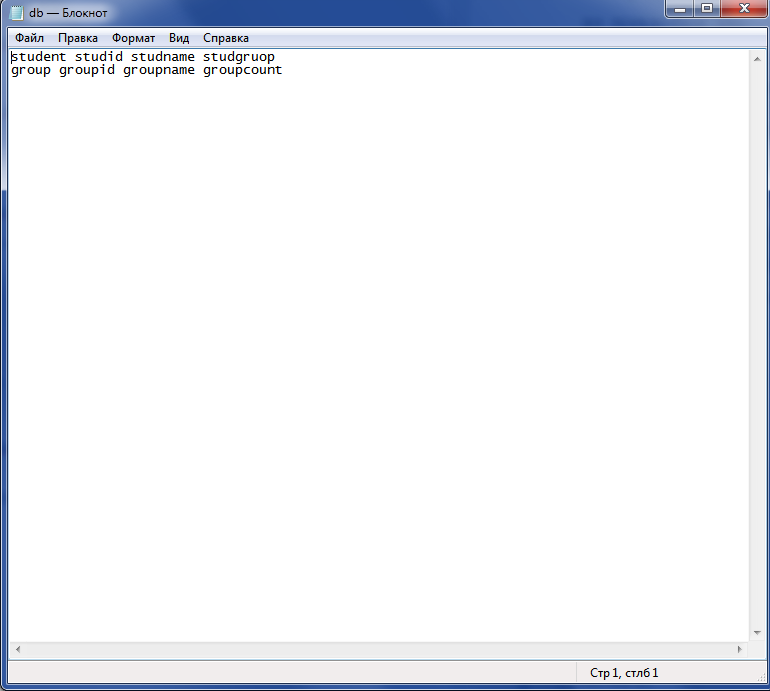 db — Блокнот
Файл Правка Формат Вид Справка
student studid studname studgruop
group groupid groupname groupcount
Стр 1, стлб 1